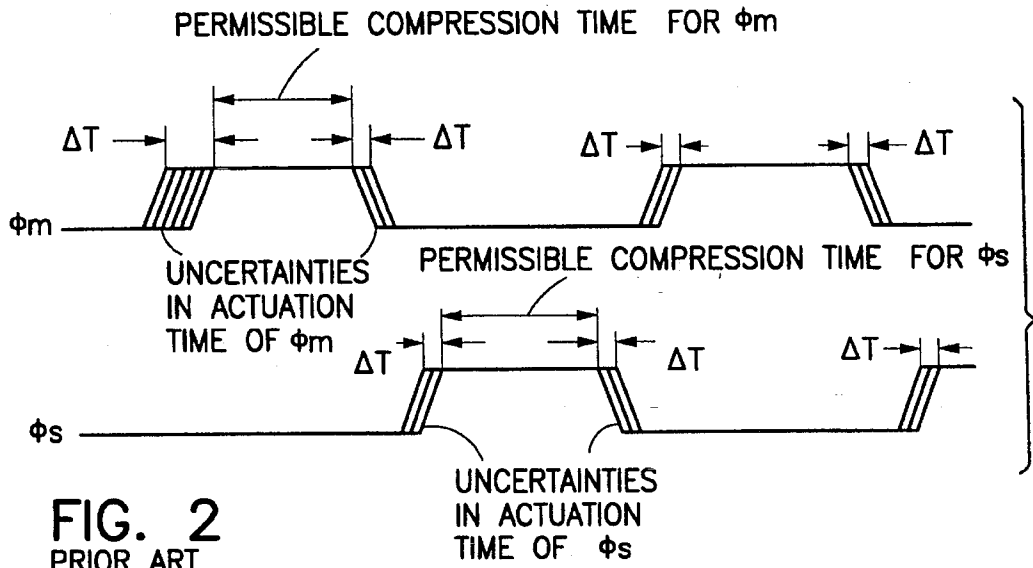 PERMISSIBLE COMPRESSION TIME FOR ϕm
ΔT
ΔT
ΔT
ΔT
ϕm
UNCERTAINTIES
IN ACTUATION
TIME OF ϕm
PERMISSIBLE COMPRESSION TIME FOR ϕs
ΔT
ΔT
ΔT
ϕs
UNCERTAINTIES
IN ACTUATION
TIME OF ϕs
FIG. 2
PRIOR ART